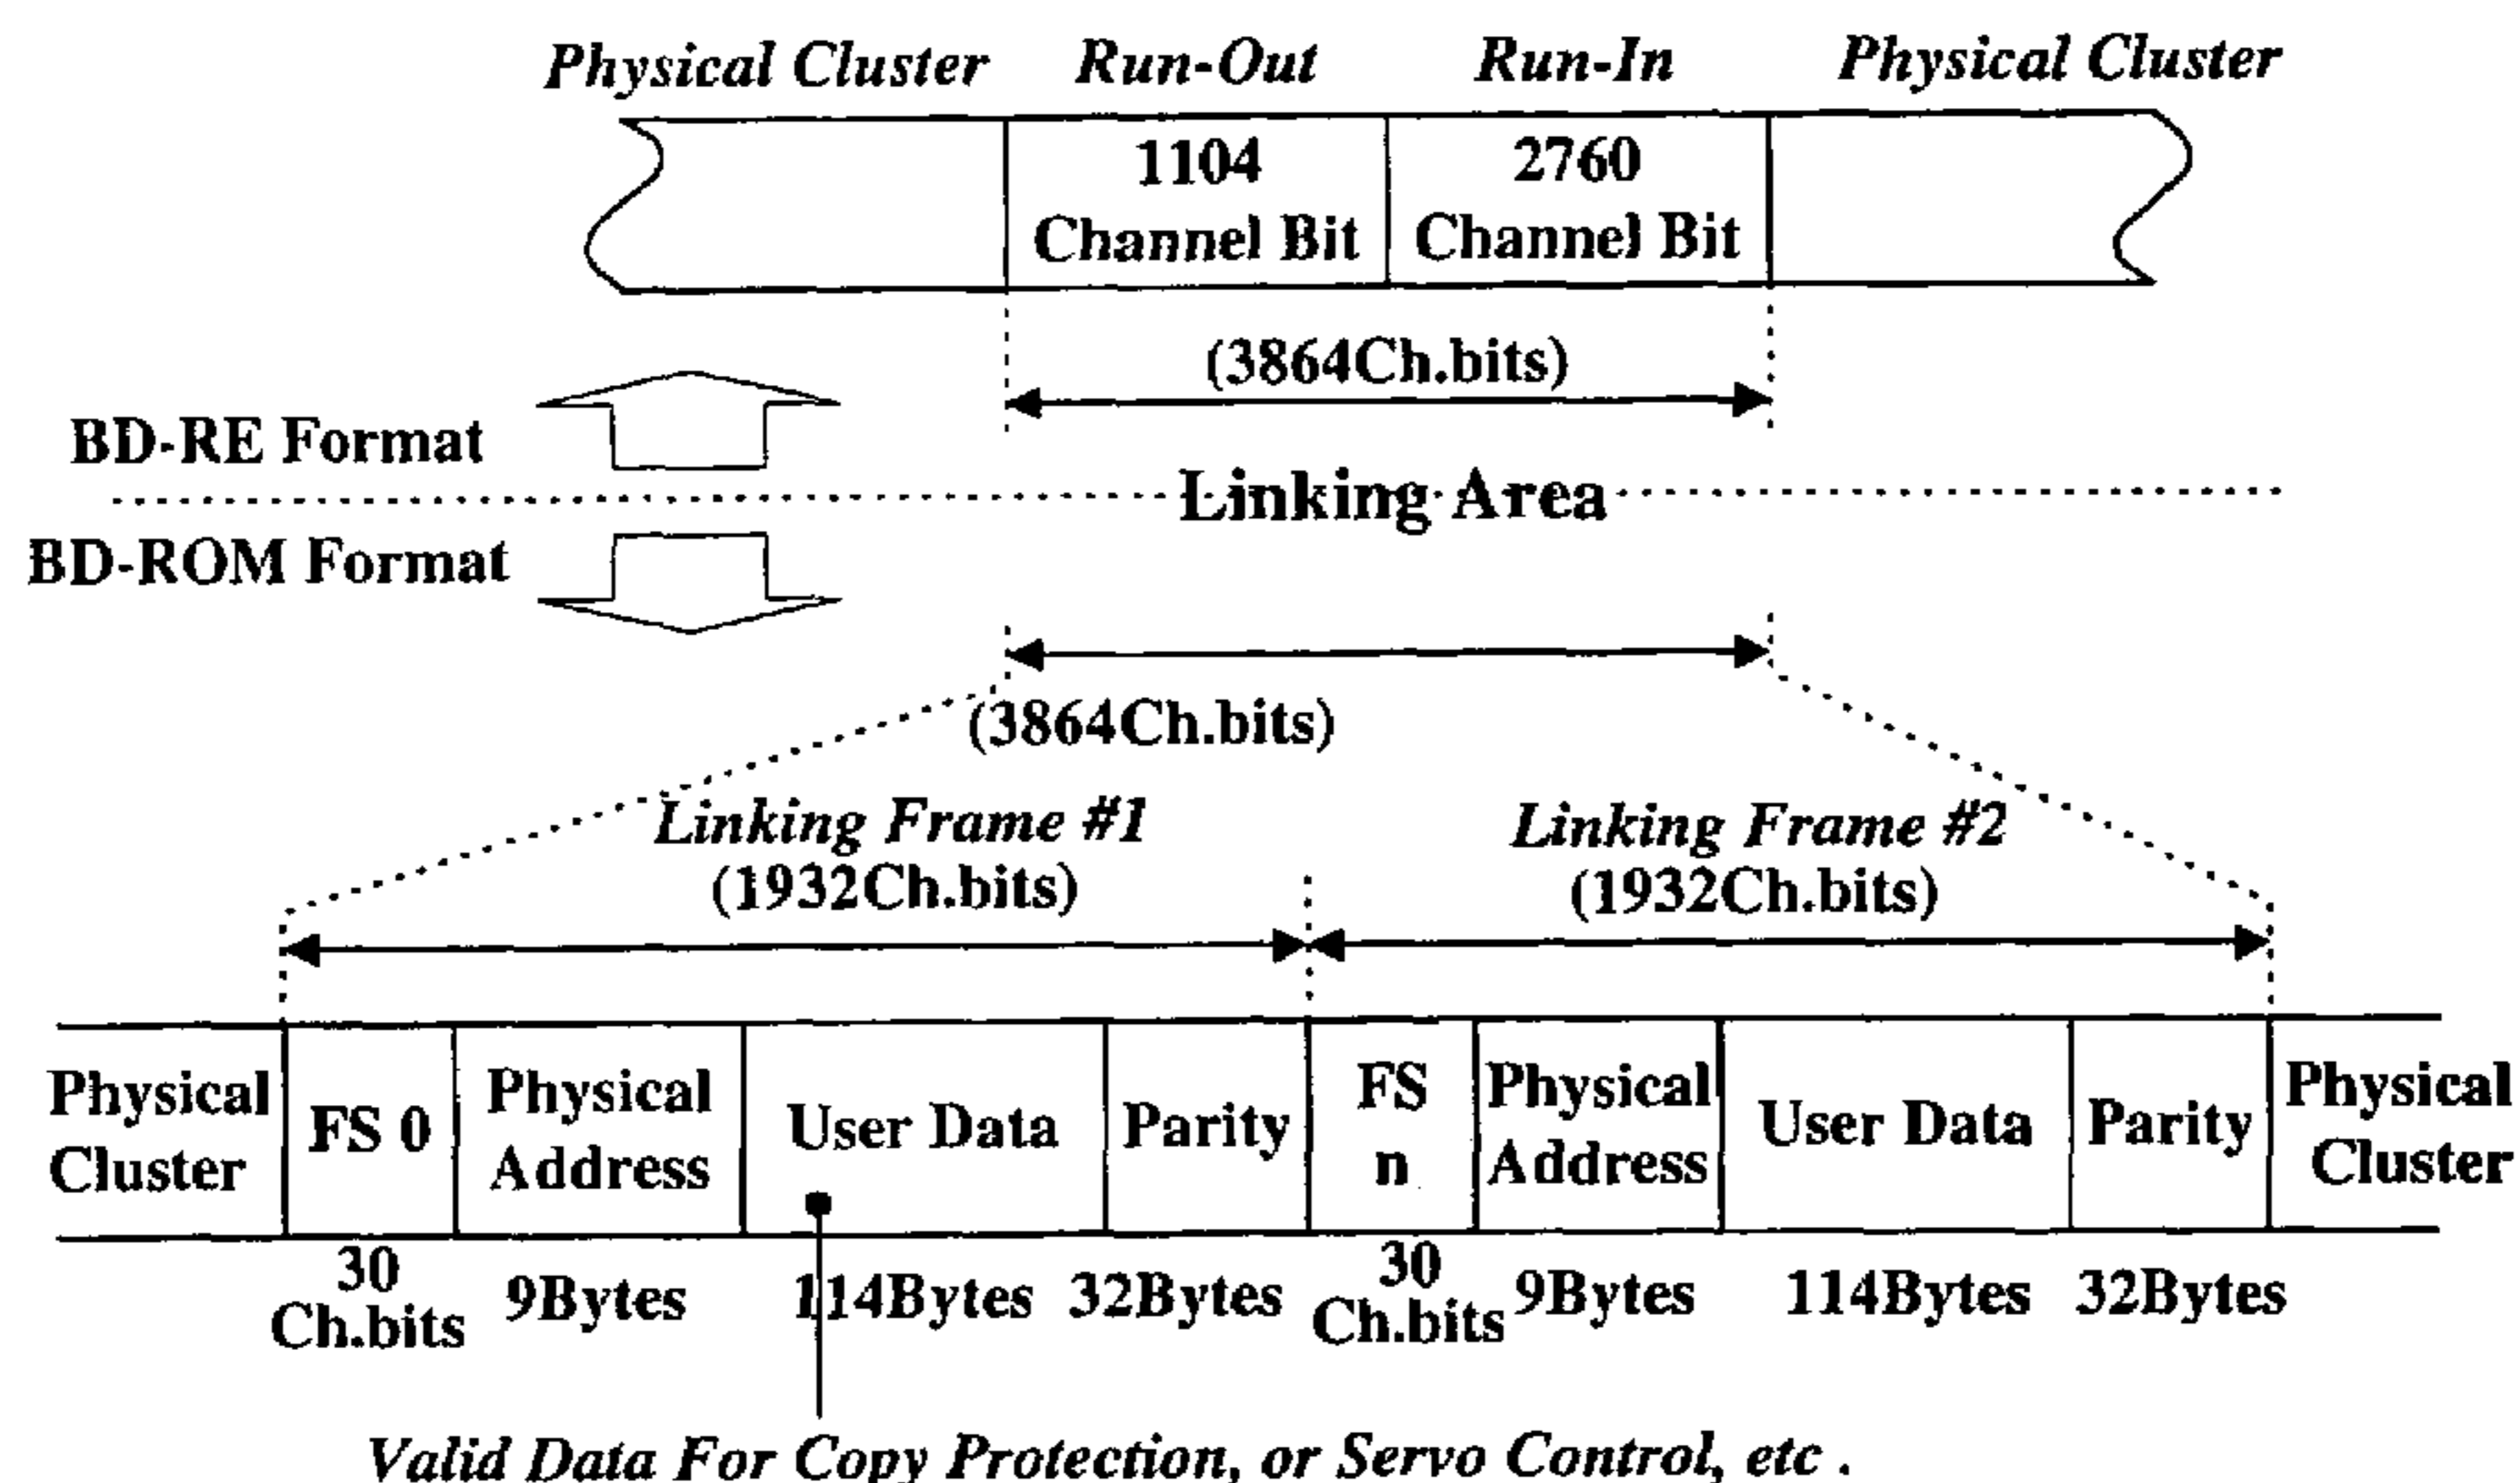 Physical Cluster Run-Out Run-In Physical Cluster
1104 Channel Bit
2760 Channel Bit
(3864Ch.bits)
BD-RE Format
Linking Area
BD-ROM Format
(3864Ch.bits)
Linking Frame #1
(1932Ch.bits)
Linking Frame #2
(1932Ch.bits)
Physical Cluster
FS 0
Physical Address
User Data
Parity
FS n
Physical Address
User Data
Parity
Physical Cluster
30 Ch.bits
9Bytes
114Bytes
32Bytes
30 Ch.bits
9Bytes
114Bytes
32Bytes
Valid Data For Copy Protection, or Servo Control, etc .